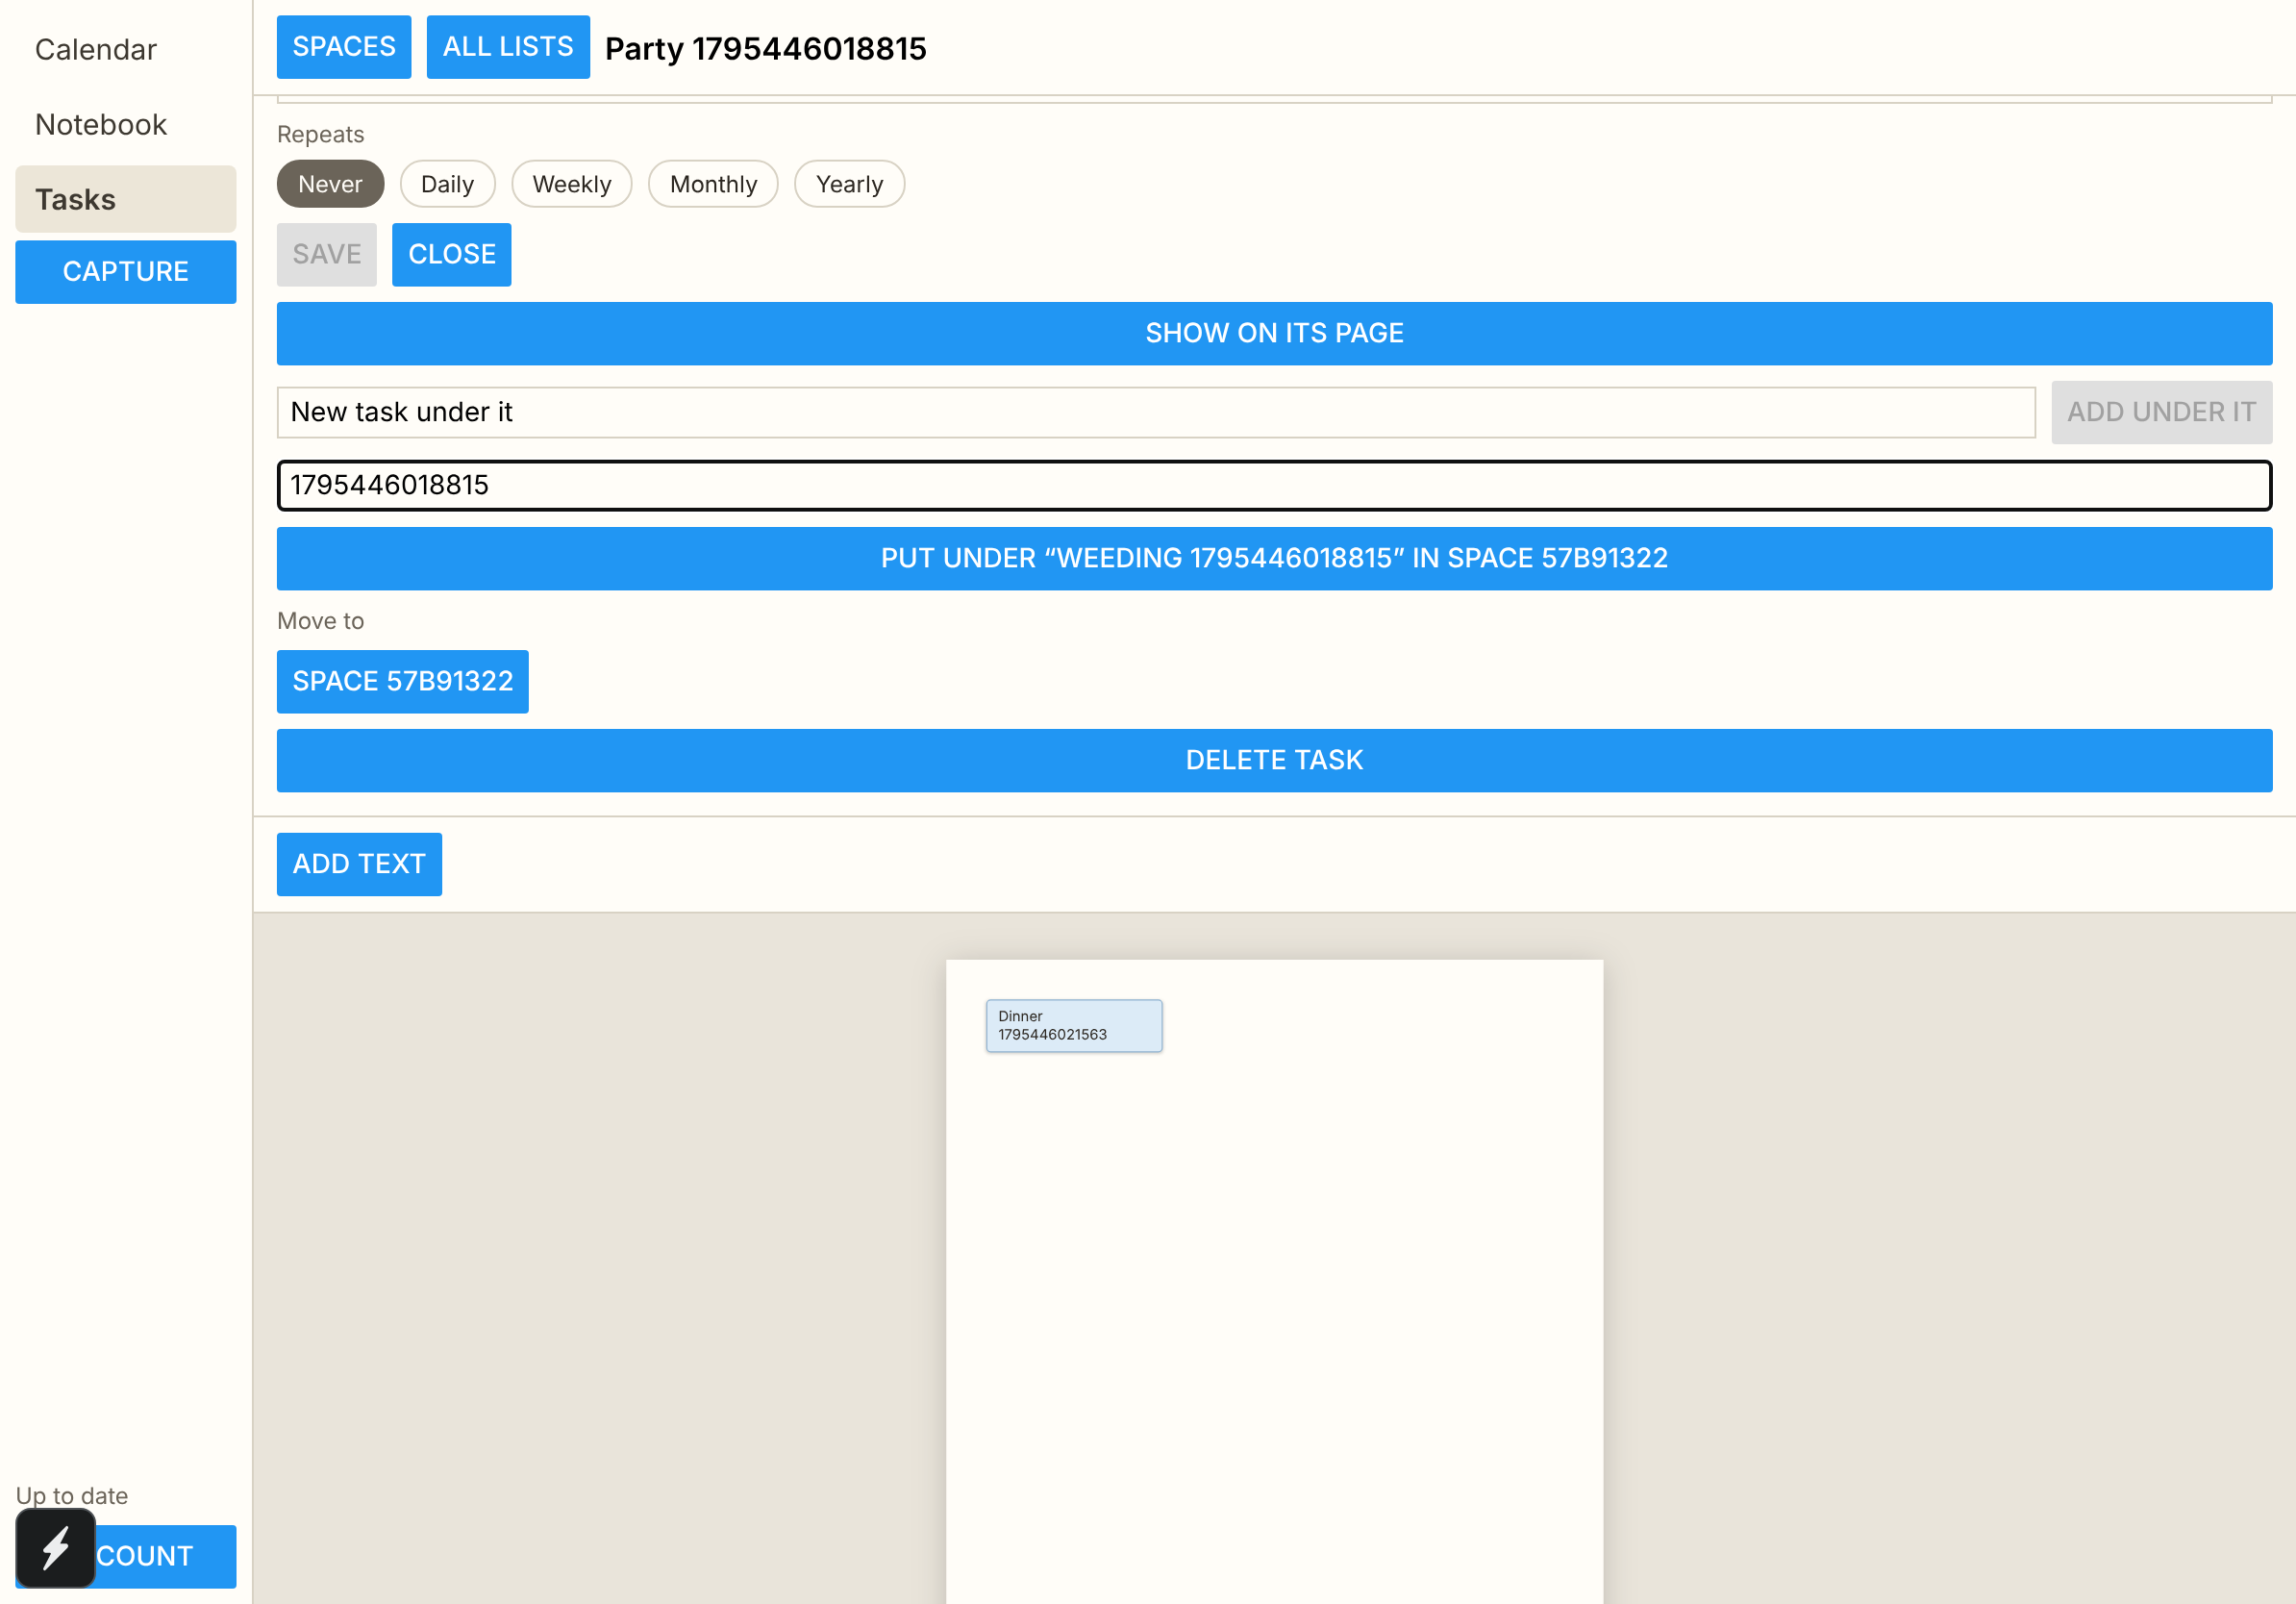 Calendar
Notebook
Tasks
CAPTURE
Up to date
COUNT
SPACES
ALL LISTS
Party 1795446018815
Repeats
Never
Daily
Weekly
Monthly
Yearly
SAVE
CLOSE
SHOW ON ITS PAGE
New task under it
ADD UNDER IT
1795446018815
PUT UNDER “WEEDING 1795446018815” IN SPACE 57B91322
Move to
SPACE 57B91322
DELETE TASK
ADD TEXT
Dinner
1795446021563